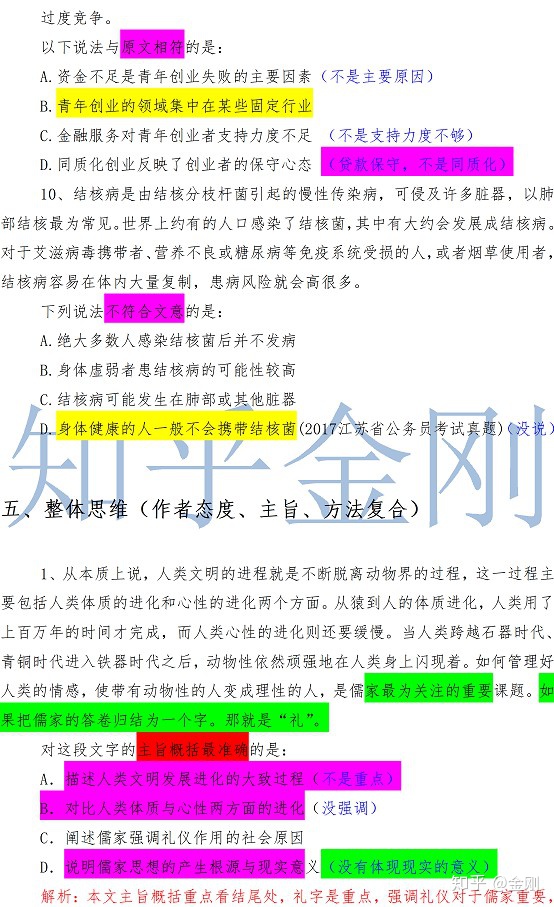 过度竞争。
以下说法与原文相符的是：
A.资金不足是青年创业失败的主要因素（不是主要原因）
B.青年创业的领域集中在某些固定行业
C.金融服务对青年创业者支持力度不足（不是支持力度不够）
D.同质化创业反映了创业者的保守心态（贷款保守，不是同质化）
10、结核病是由结核分枝杆菌引起的慢性传染病，可侵及许多脏器，以肺
部结核最为常见。世界上约有的人口感染了结核菌，其中有大约会发展成结核病。
对于艾滋病毒携带者、营养不良或糖尿病等免疫系统受损的人，或者烟草使用者，
结核病容易在体内大量复制，患病风险就会高很多。
下列说法不符合文意的是：
A.绝大多数人感染结核菌后并不发病
B.身体虚弱者患结核病的可能性较高
C.结核病可能发生在肺部或其他脏器
D.身体健康的人一般不会携带结核菌(2017江苏省公务员考试真题)（没说）
知乎金刚
五、整体思维（作者态度、主旨、方法复合）
1、从本质上说，人类文明的进程就是不断脱离动物界的过程，这一过程主
要包括人类体质的进化和心性的进化两个方面。从猿到人的体质进化，人类用了
上百万年的时间才完成，而人类心性的进化则还要缓慢。当人类跨越石器时代、
青铜时代进入铁器时代之后，动物性依然顽强地在人类身上闪现着。如何管理好
人类的情感，使带有动物性的人变成理性的人，是儒家最为关注的重要课题。如
果把儒家的答卷归结为一个字。那就是“礼”。
对这段文字的主旨概括最准确的是：
A．描述人类文明发展进化的大致过程（不是重点）
B．对比人类体质与心性两方面的进化（没强调）
C．阐述儒家强调礼仪作用的社会原因
D．说明儒家思想的产生根源与现实意义（没有体现现实的意义）
解析：本文主旨概括重点看结尾处，礼字是重点，强调礼仪对于儒家重要，
知乎 @金刚